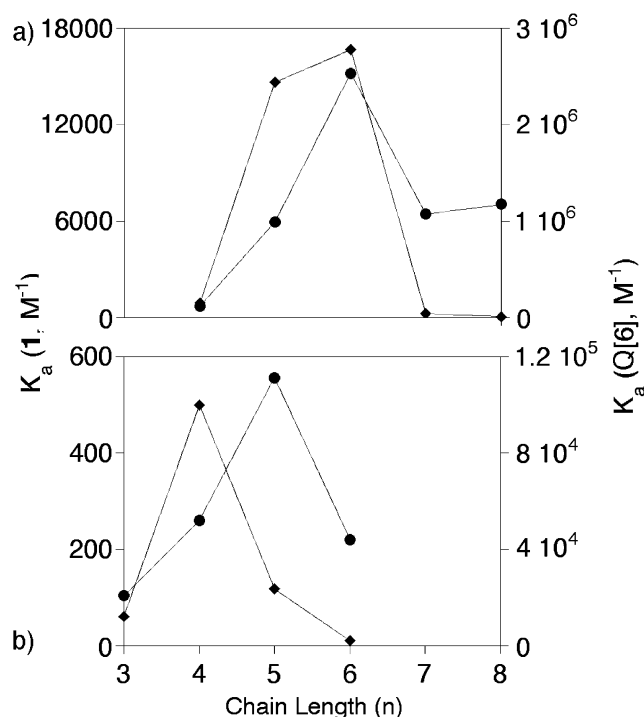 a)
18000
12000
6000
0
3 10⁶
2 10⁶
1 10⁶
0
Kₐ (1, M⁻¹)
Kₐ (Q[6], M⁻¹)
600
400
200
0
1.2 10⁵
8 10⁴
4 10⁴
0
b)
3 4 5 6 7 8
Chain Length (n)